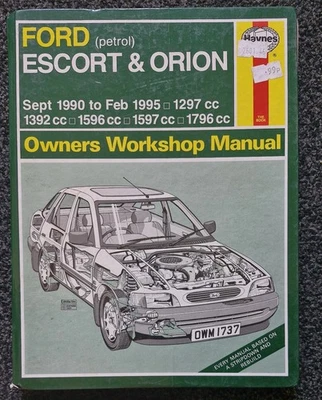 FORD (petrol)
ESCORT & ORION
Sept 1990 to Feb 1995 □ 1297 cc
1392 cc □ 1596 cc □ 1597 cc □ 1796 cc
Owners Workshop Manual
Haynes
OWM 1737
EVERY MANUAL BASED ON
A STRIPDOWN AND
REBUILD